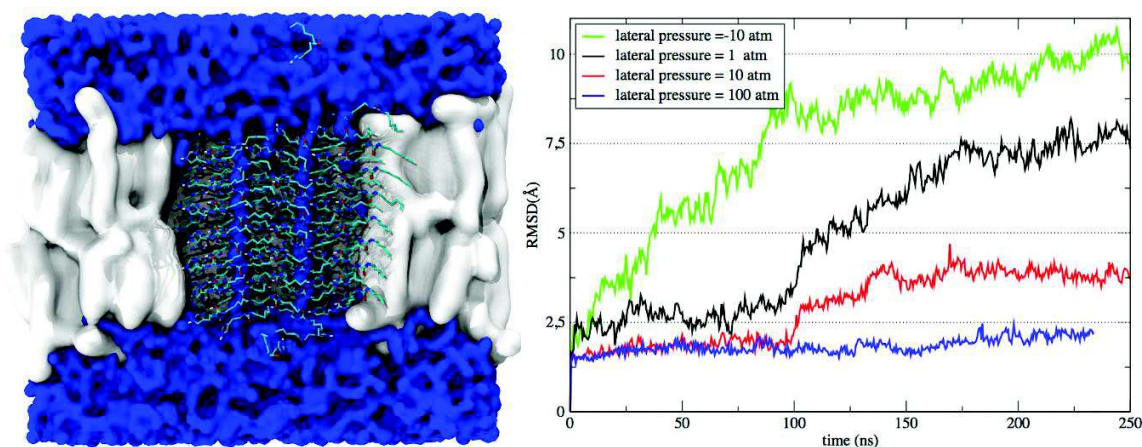 lateral pressure =-10 atm
lateral pressure = 1 atm
lateral pressure = 10 atm
lateral pressure = 100 atm
10
7.5
5
2.5
0
RMSD(Å)
0 50 100 150 200 250
time (ns)